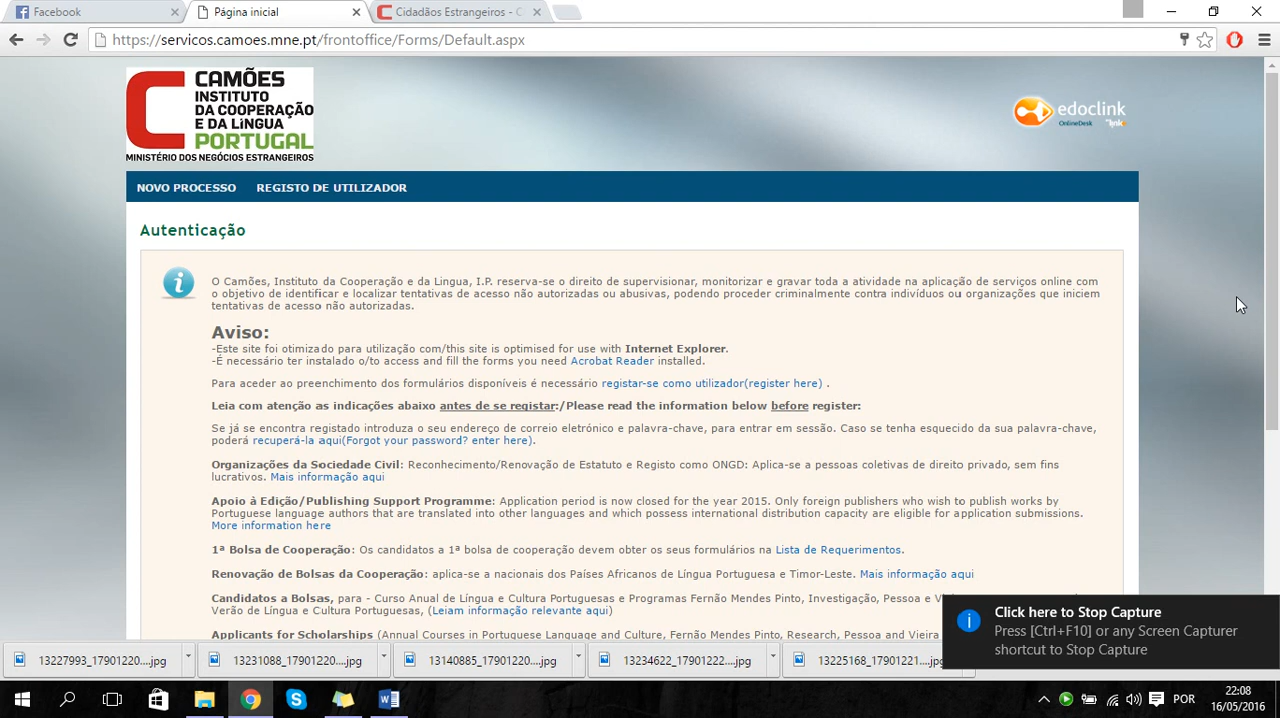 Facebook
Página inicial
Cidadãos Estrangeiros - C
https://servicos.camoes.mne.pt/frontoffice/Forms/Default.aspx
CAMÕES
INSTITUTO
DA COOPERAÇÃO
E DA LÍNGUA
PORTUGAL
MINISTÉRIO DOS NEGÓCIOS ESTRANGEIROS
edoclink
OnlineDesk
link
NOVO PROCESSO REGISTO DE UTILIZADOR
Autenticação
O Camões, Instituto da Cooperação e da Lingua, I.P. reserva-se o direito de supervisionar, monitorizar e gravar toda a atividade na aplicação de serviços online com
o objetivo de identificar e localizar tentativas de acesso não autorizadas ou abusivas, podendo proceder criminalmente contra indivíduos ou organizações que iniciem
tentativas de acesso não autorizadas.
Aviso:
-Este site foi otimizado para utilização com/this site is optimised for use with Internet Explorer.
-É necessário ter instalado o/to access and fill the forms you need Acrobat Reader installed.
Para aceder ao preenchimento dos formulários disponíveis é necessário registar-se como utilizador(register here) .
Leia com atenção as indicações abaixo antes de se registar:/Please read the information below before register:
Se já se encontra registado introduza o seu endereço de correio eletrónico e palavra-chave, para entrar em sessão. Caso se tenha esquecido da sua palavra-chave,
poderá recuperá-la aqui(Forgot your password? enter here).
Organizações da Sociedade Civil: Reconhecimento/Renovação de Estatuto e Registo como ONGD: Aplica-se a pessoas coletivas de direito privado, sem fins
lucrativos. Mais informação aqui
Apoio à Edição/Publishing Support Programme: Application period is now closed for the year 2015. Only foreign publishers who wish to publish works by
Portuguese language authors that are translated into other languages and which possess international distribution capacity are eligible for application submissions.
More information here
1ª Bolsa de Cooperação: Os candidatos a 1ª bolsa de cooperação devem obter os seus formulários na Lista de Requerimentos.
Renovação de Bolsas da Cooperação: aplica-se a nacionais dos Países Africanos de Língua Portuguesa e Timor-Leste. Mais informação aqui
Candidatos a Bolsas, para - Curso Anual de Língua e Cultura Portuguesas e Programas Fernão Mendes Pinto, Investigação, Pessoa e
Verão de Língua e Cultura Portuguesas, (Leiam informação relevante aqui)
Applicants for Scholarships (Annual Courses in Portuguese Language and Culture, Fernão Mendes Pinto, Research, Pessoa and Vieira
Click here to Stop Capture
Press [Ctrl+F10] or any Screen Capturer
shortcut to Stop Capture
13227993_17901220....jpg
13231088_17901220....jpg
13140885_17901220....jpg
13234622_17901222....jpg
13225168_17901221....jpg
POR
22:08
16/05/2016